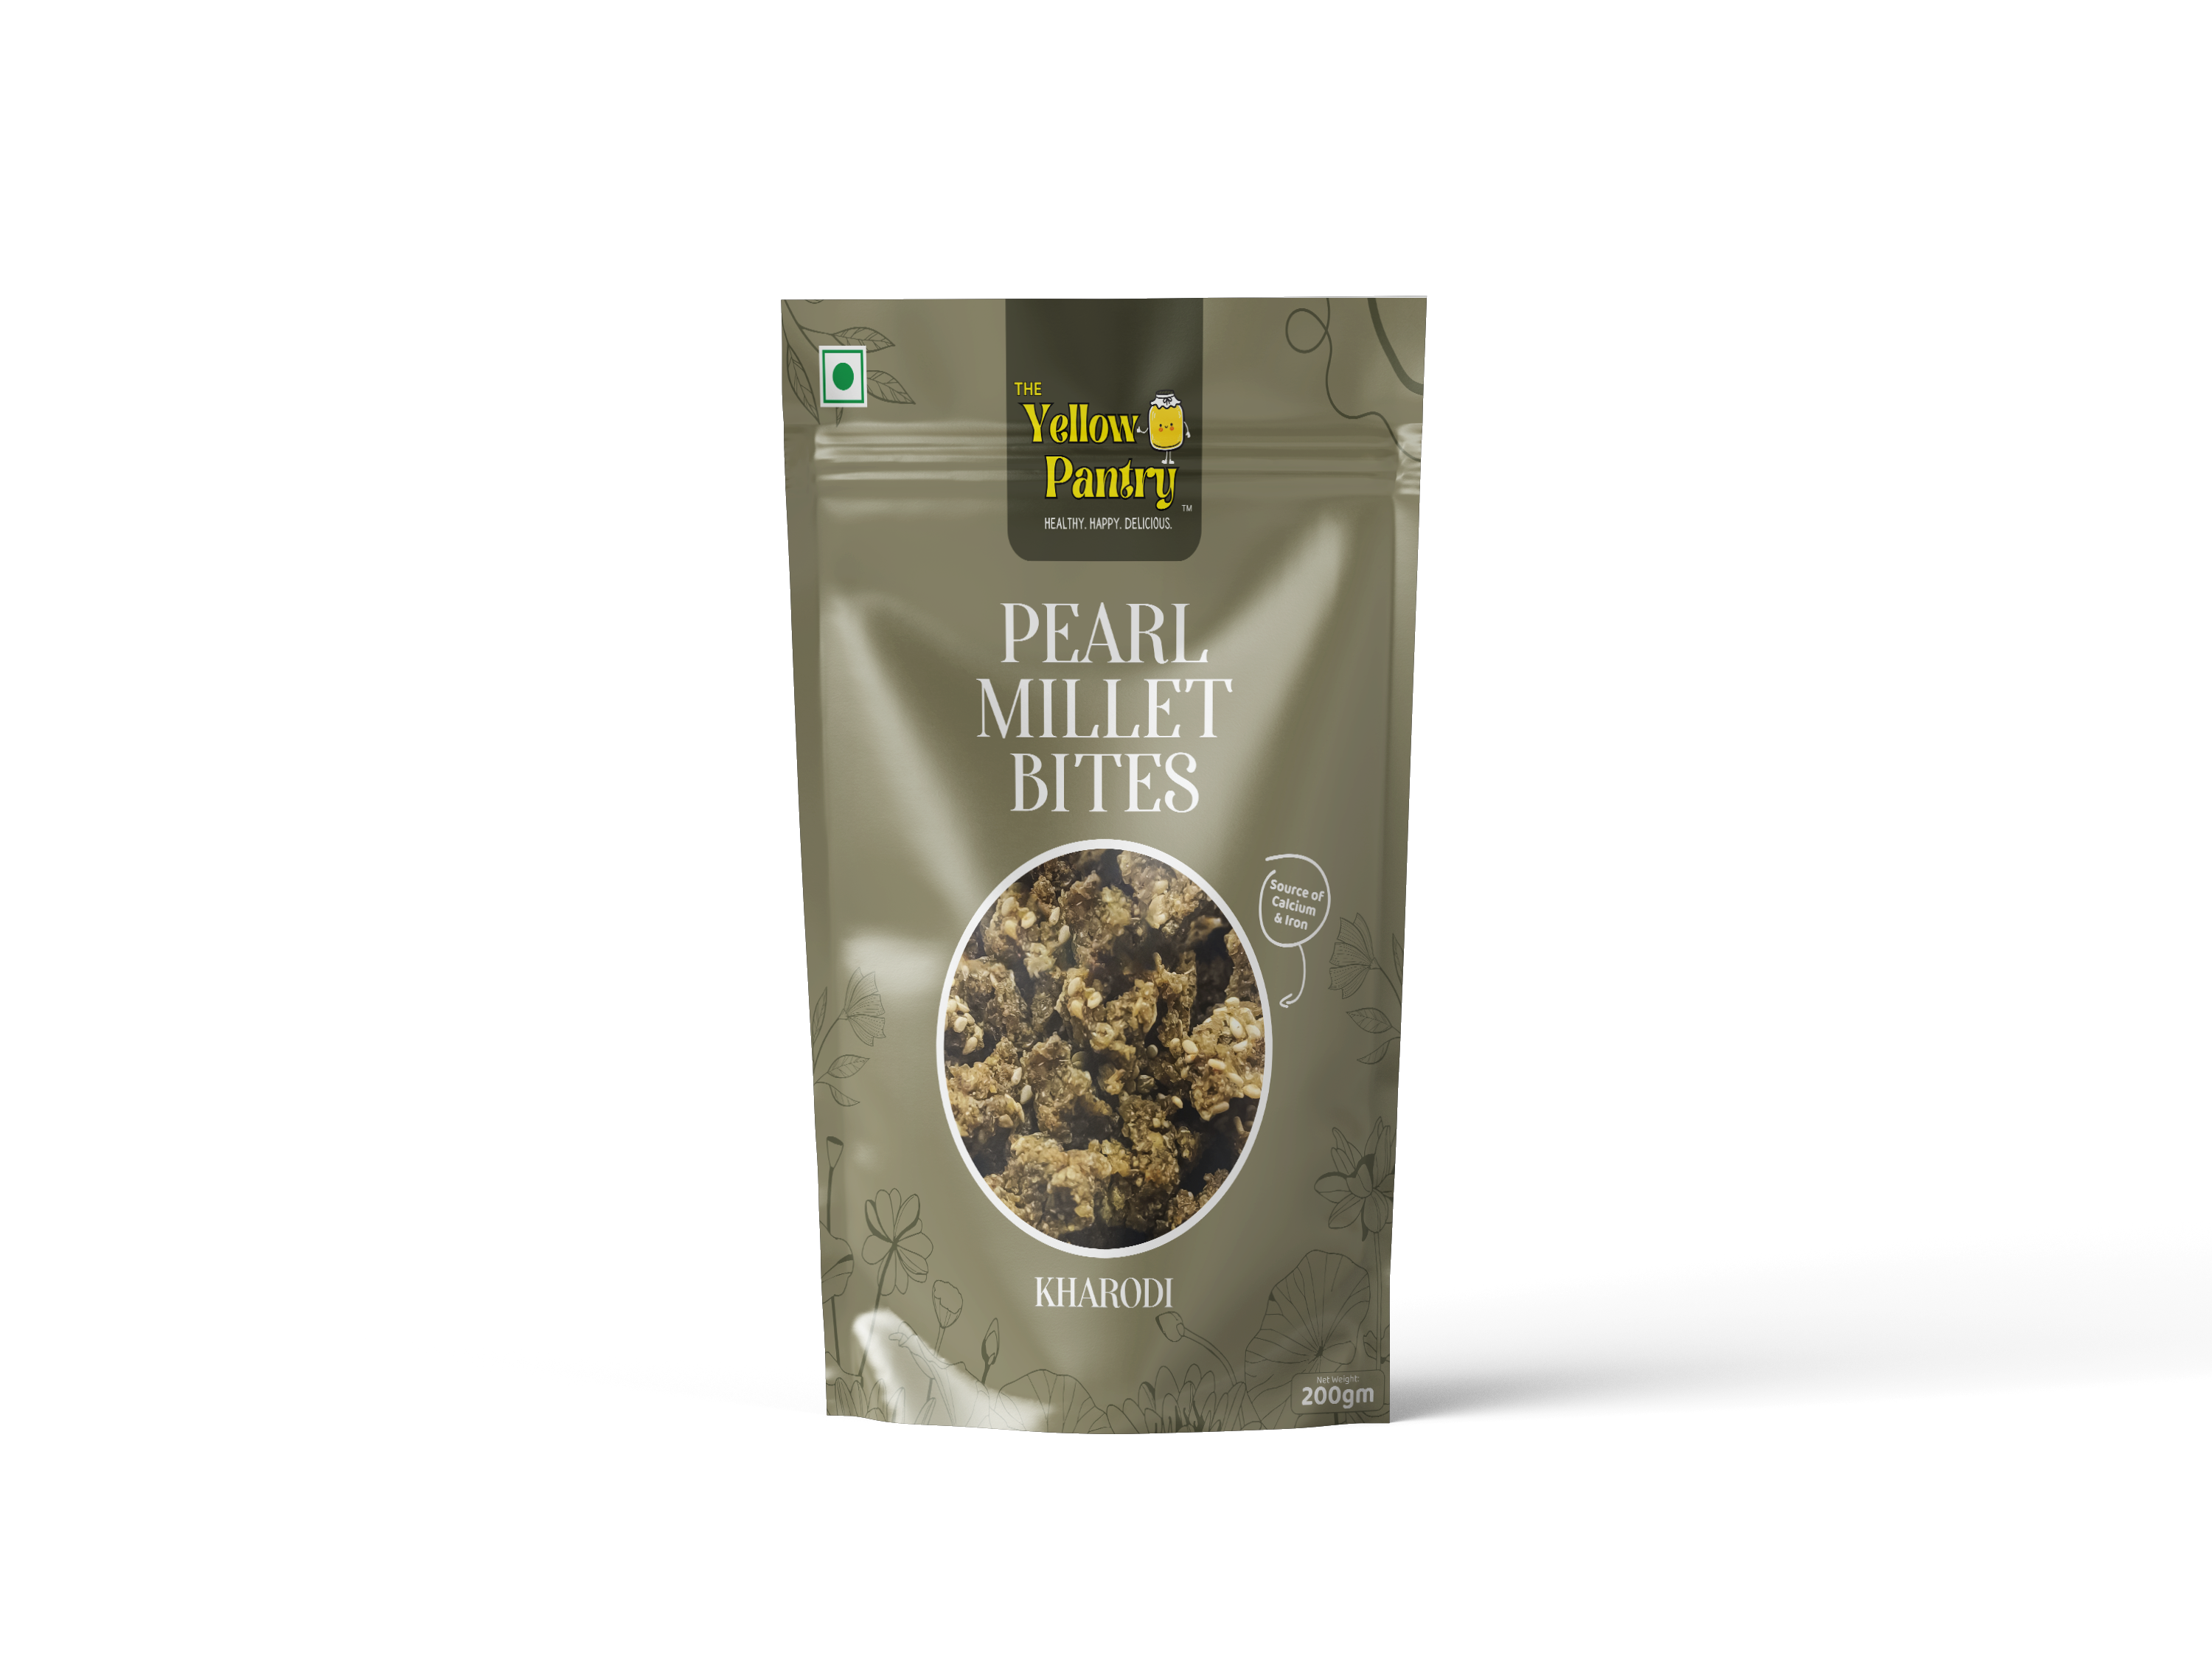 THE
Yellow
Pantry
TM
HEALTHY. HAPPY. DELICIOUS.
PEARL
MILLET
BITES
Source of
Calcium
& Iron
KHARODI
Net Weight:
200gm